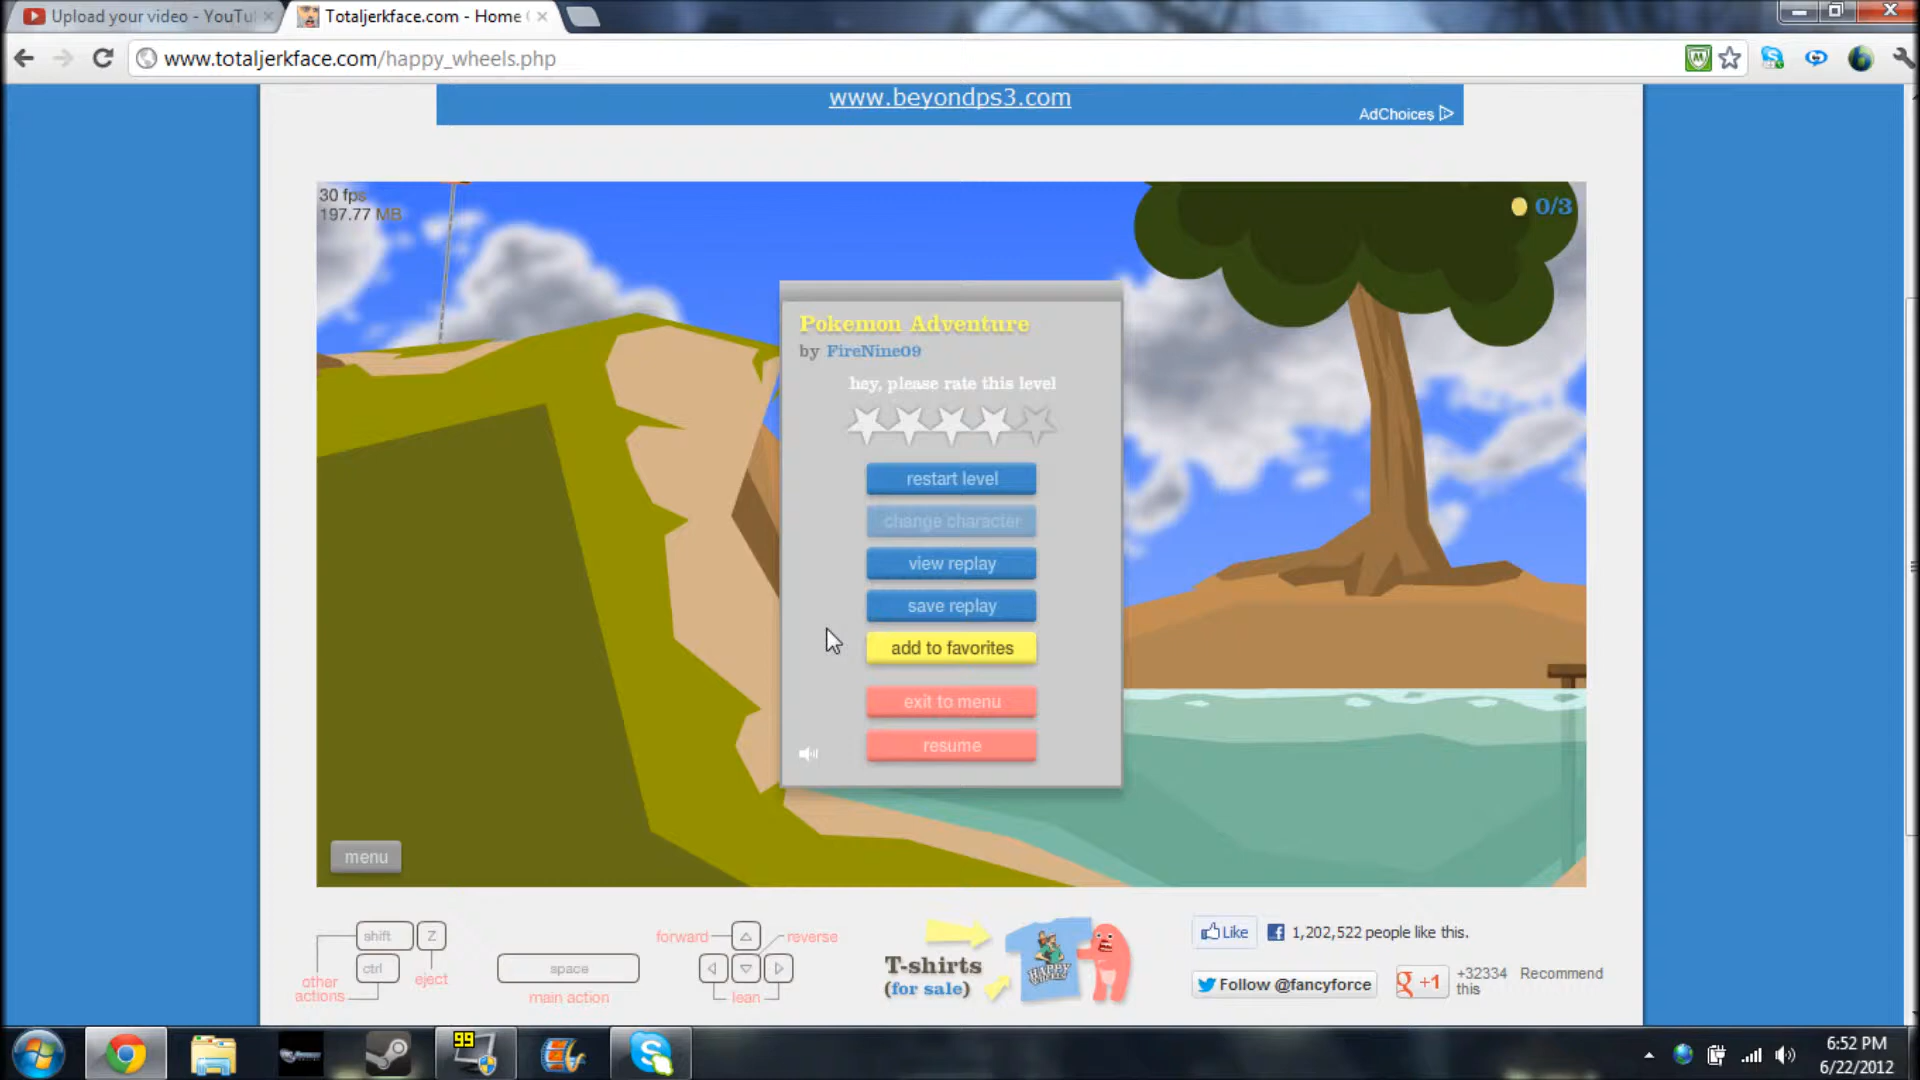 Upload your video - YouTu
Totaljerkface.com - Home (
www.totaljerkface.com/happy_wheels.php
www.beyondps3.com
AdChoices
30 fps
197.77 MB
0/3
Pokemon Adventure
by FireNine09
hey, please rate this level
restart level
change character
view replay
save replay
add to favorites
exit to menu
resume
menu
shift
Z
ctrl
other
actions
eject
space
main action
forward
reverse
lean
T-shirts
(for sale)
HAPPY
WHEELS
Like
1,202,522 people like this.
Follow @fancyforce
+1
+32334 Recommend
this
99
6:52 PM
6/22/2012